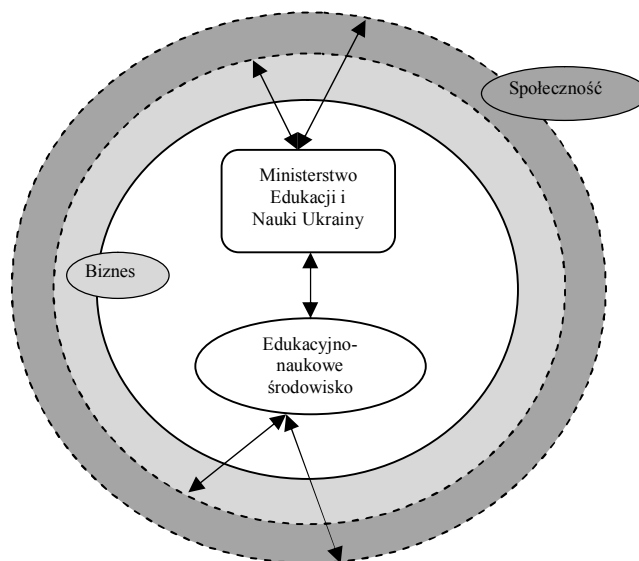 Społeczność
Ministerstwo
Edukacji i
Nauki Ukrainy
Biznes
Edukacyjno-
naukowe
środowisko